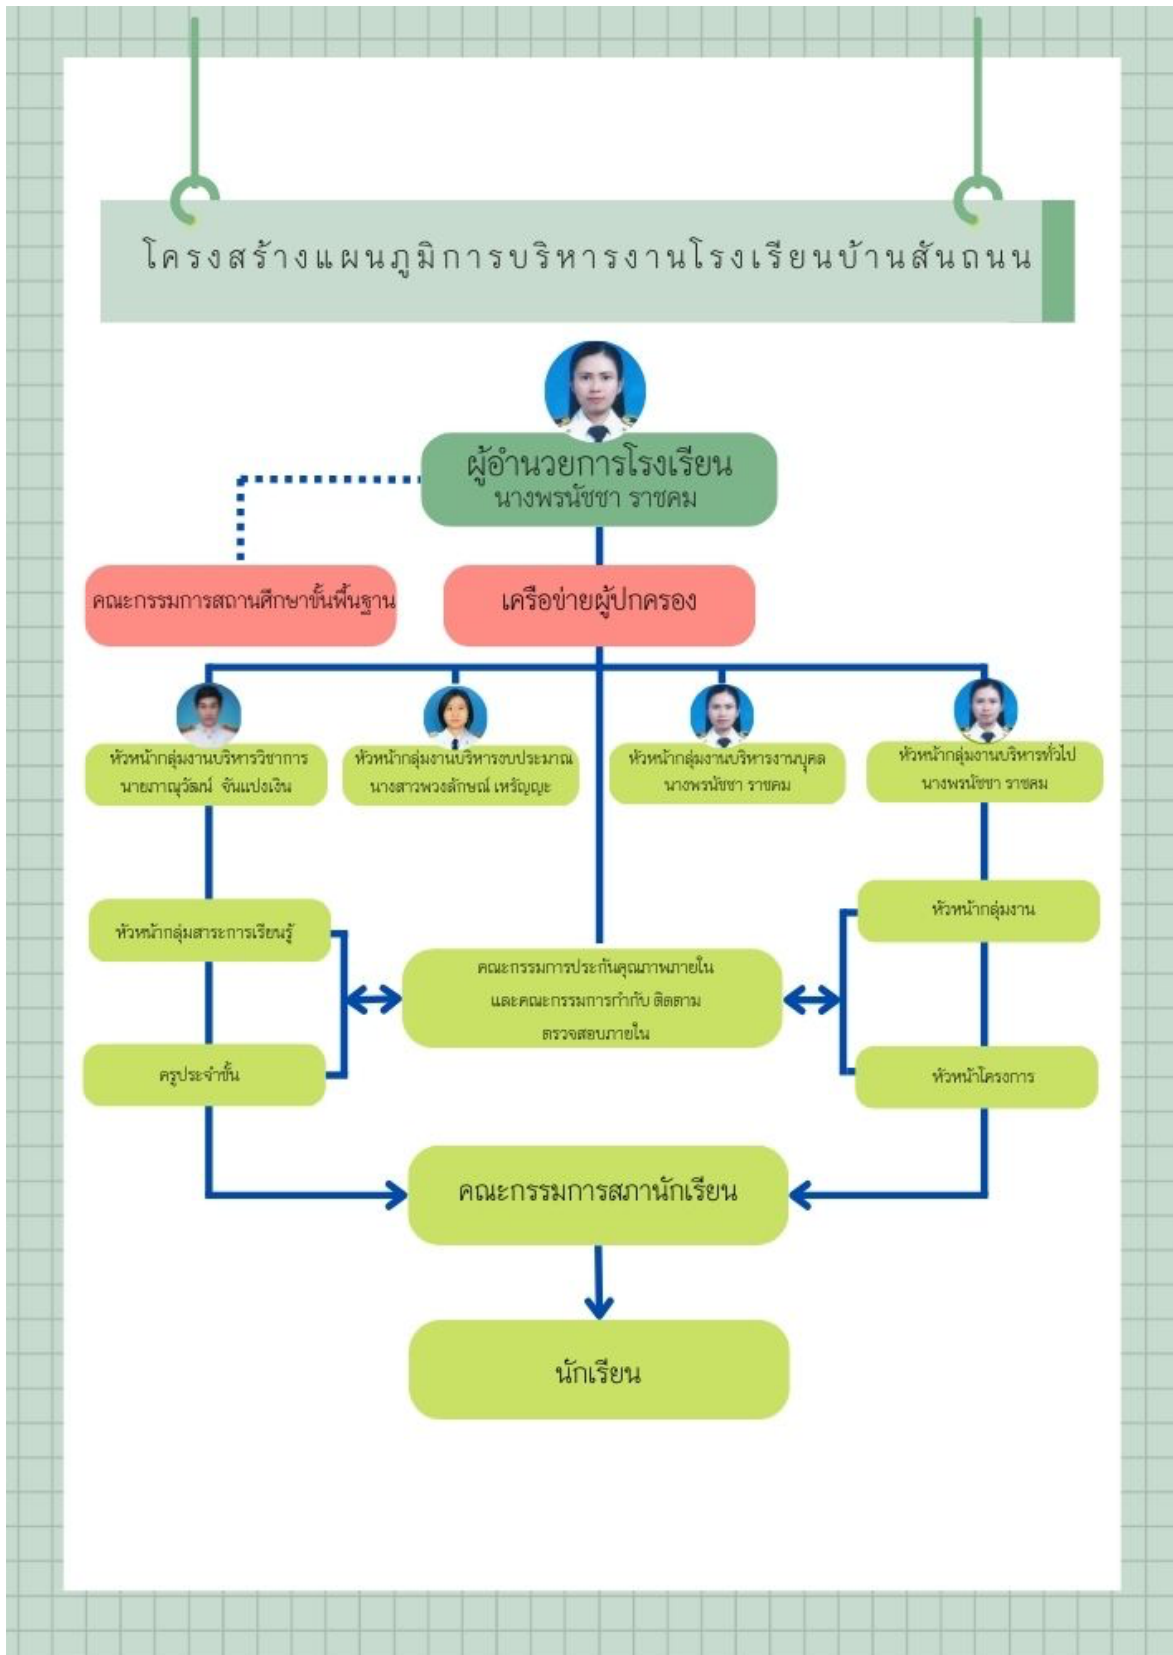 โครงสร้างแผนภูมิการบริหารงานโรงเรียนบ้านสันถนน
ผู้อำนวยการโรงเรียน
นางพรนัชชา ราชคม
คณะกรรมการสถานศึกษาขั้นพื้นฐาน
เครือข่ายผู้ปกครอง
หัวหน้ากลุ่มงานบริหารวิชาการ
นายภาณุวัฒน์ จันแปงเงิน
หัวหน้ากลุ่มงานบริหารงบประมาณ
นางสาวพวงลักษณ์ เหรัญญะ
หัวหน้ากลุ่มงานบริหารงานบุคล
นางพรนัชชา ราชคม
หัวหน้ากลุ่มงานบริหารทั่วไป
นางพรนัชชา ราชคม
หัวหน้ากลุ่มสาระการเรียนรู้
หัวหน้ากลุ่มงาน
คณะกรรมการประกันคุณภาพภายใน
และคณะกรรมการกำกับ ติดตาม
ตรวจสอบภายใน
ครูประจำชั้น
หัวหน้าโครงการ
คณะกรรมการสภานักเรียน
นักเรียน